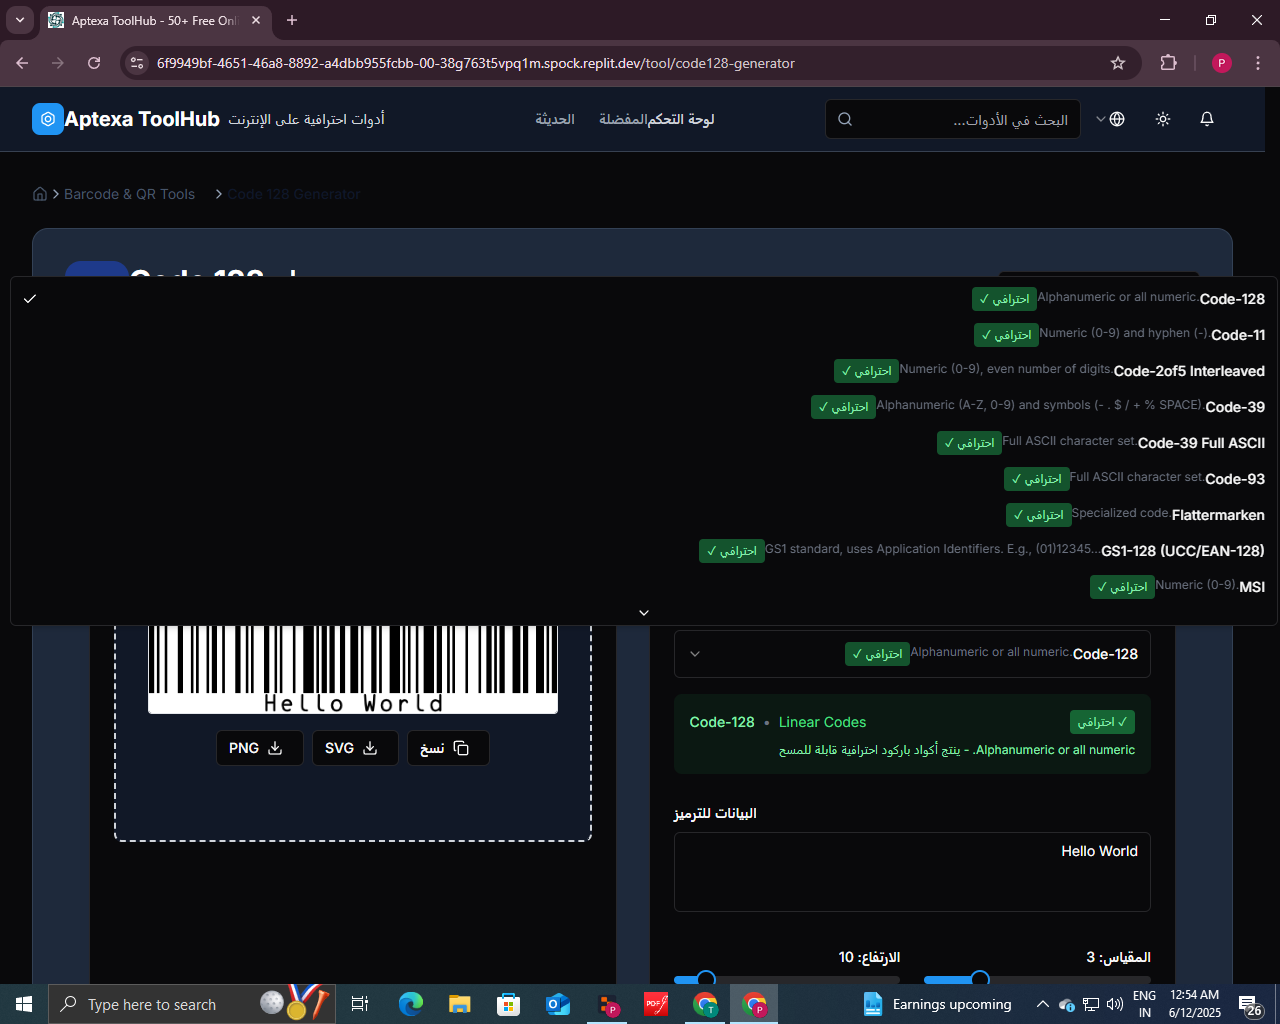 Aptexa ToolHub - 50+ Free Onl
6f9949bf-4651-46a8-8892-a4dbb955fcbb-00-38g763t5vpq1m.spock.replit.dev/tool/code128-generator
P
Aptexa ToolHub
أدوات احترافية على الإنترنت
لوحة التحكم
المفضلة
الحديثة
البحث في الأدوات...
Barcode & QR Tools
Code 128 Generator
Code-128 Alphanumeric or all numeric. احترافي ✓
Code-11 Numeric (0-9) and hyphen (-). احترافي ✓
Code-2of5 Interleaved Numeric (0-9), even number of digits. احترافي ✓
Code-39 Alphanumeric (A-Z, 0-9) and symbols (- . $ / + % SPACE). احترافي ✓
Code-39 Full ASCII Full ASCII character set. احترافي ✓
Code-93 Full ASCII character set. احترافي ✓
Flattermarken Specialized code. احترافي ✓
GS1-128 (UCC/EAN-128) GS1 standard, uses Application Identifiers. E.g., (01)12345... احترافي ✓
MSI Numeric (0-9). احترافي ✓
Hello World
PNG
SVG
نسخ
Code-128 Alphanumeric or all numeric. احترافي ✓
Code-128 • Linear Codes
✓ احترافي
Alphanumeric or all numeric. - ينتج أكواد باركود احترافية قابلة للمسح
البيانات للترميز
Hello World
المقياس: 3
الارتفاع: 10
Type here to search
PDF
Earnings upcoming
ENG
IN
12:54 AM
6/12/2025
26